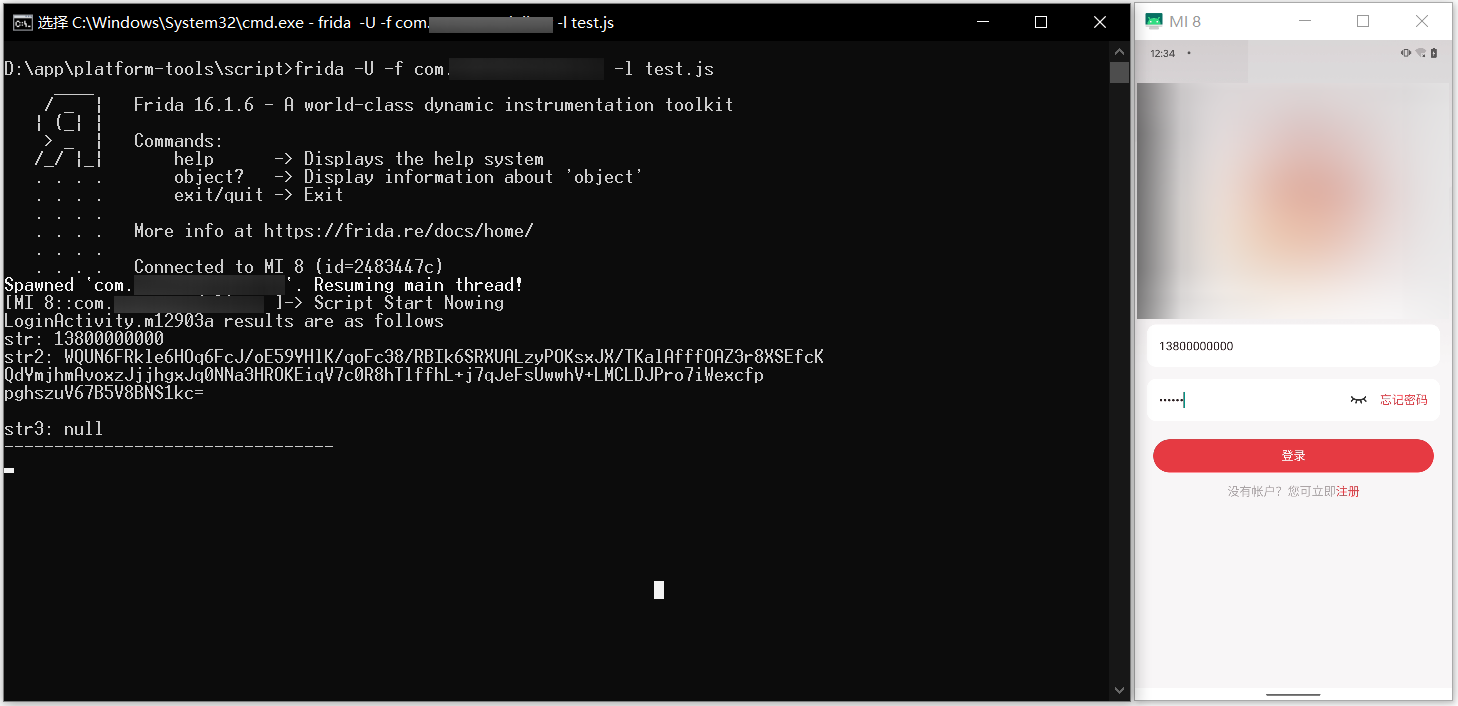 选择 C:\Windows\System32\cmd.exe - frida -U -f com. -l test.js
D:\app\platform-tools\script>frida -U -f com. -l test.js
Frida 16.1.6 - A world-class dynamic instrumentation toolkit
Commands:
help -> Displays the help system
object? -> Display information about 'object'
exit/quit -> Exit
. . . .
. . . .
. . . .
. . . . More info at https://frida.re/docs/home/
. . . .
. . . . Connected to MI 8 (id=2483447c)
Spawned `com. `. Resuming main thread!
[MI 8::com. ]-> Script Start Nowing
LoginActivity.m12903a results are as follows
str: 13800000000
str2: WQUN6FRkle6HOq6FcJ/oE59YHlK/qoFc38/RBIk6SRXUALzyPOKsxJX/TKalAfffOAZ3r8XSEfcK
QdYmjhmAvoxzJjjhgxJq0NNa3HROKEiqV7c0R8hTlffhL+j7qJeFsUwwhV+LMCLDJPro7iWexcfp
pghszuV67B5V8BNS1kc=
str3: null
---------------------------------
MI 8
12:34
13800000000
•••••• 忘记密码
登录
没有帐户？您可立即注册